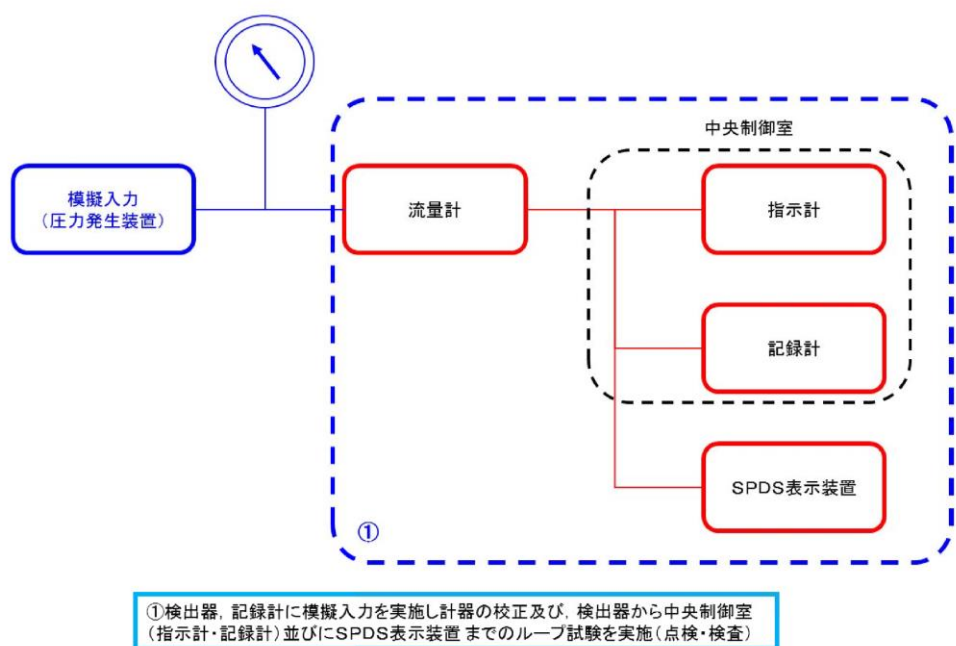 中央制御室
模擬入力
（圧力発生装置）
流量計
指示計
記録計
SPDS表示装置
①
①検出器，記録計に模擬入力を実施し計器の校正及び，検出器から中央制御室
（指示計・記録計）並びにSPDS表示装置までのループ試験を実施（点検・検査）